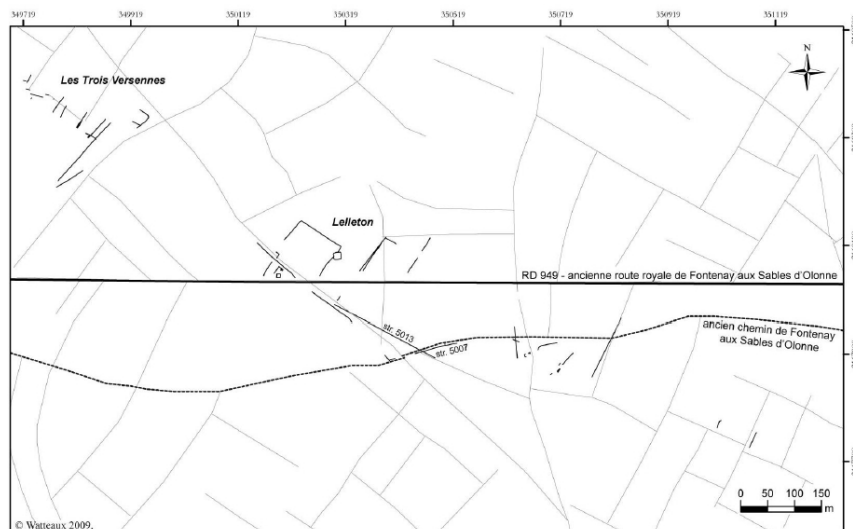 349719 349919 350119 350319 350519 350719 350919 351119
N
Les Trois Versennes
Lelleton
RD 949 - ancienne route royale de Fontenay aux Sables d'Olonne
str. 5013
str. 5007
ancien chemin de Fontenay
aux Sables d'Olonne
0 50 100 150
m
© Watteaux 2009,